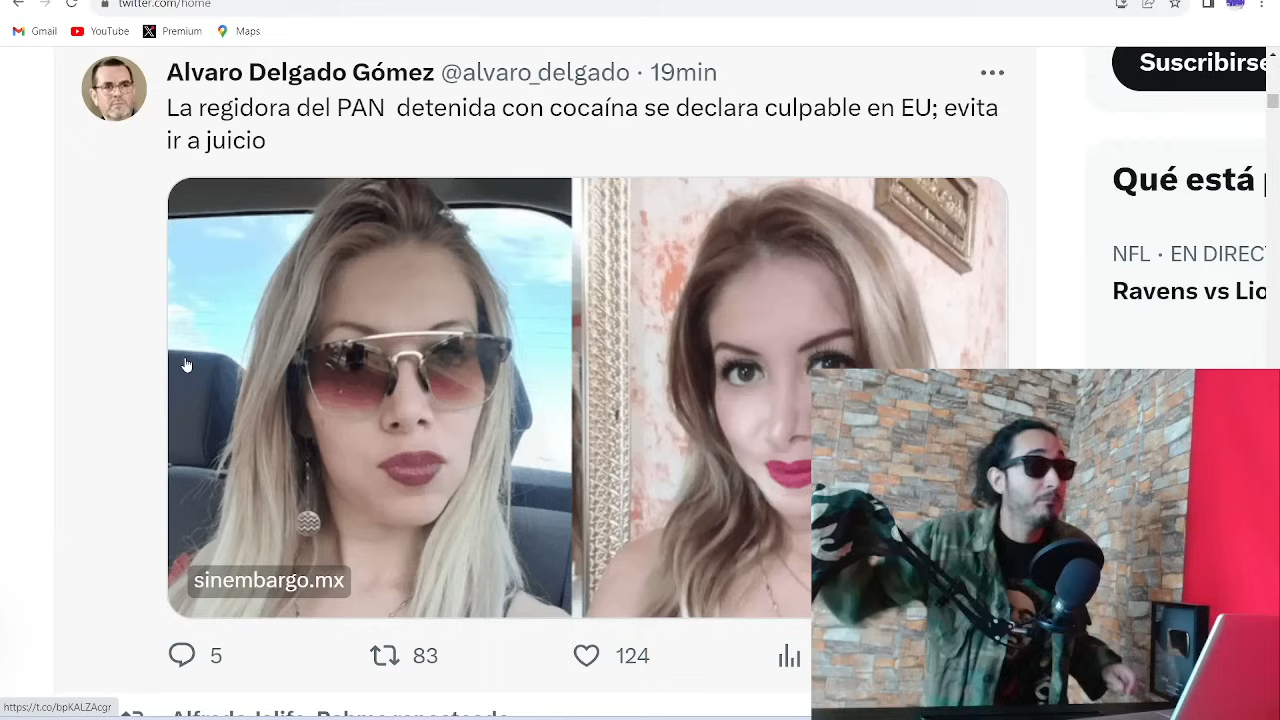 twitter.com/home
Gmail YouTube Premium Maps
Alvaro Delgado Gómez @alvaro_delgado · 19min
La regidora del PAN detenida con cocaína se declara culpable en EU; evita
ir a juicio
sinembargo.mx
5 83 124
Suscribirse
Qué está
NFL · EN DIREC
Ravens vs Lio
https://t.co/bpKALZAcgr